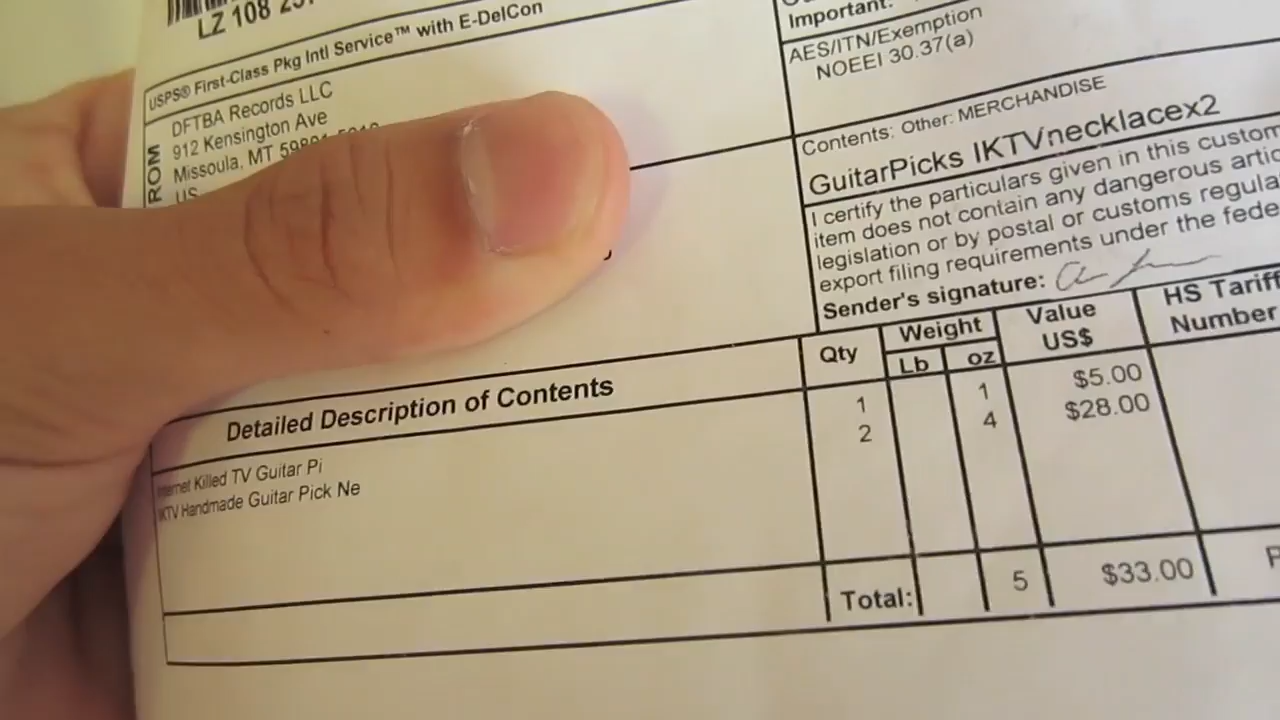 LZ 108
USPS® First-Class Pkg Intl Service™ with E-DelCon
FROM
DFTBA Records LLC
912 Kensington Ave
Missoula, MT
US
Important:
AES/ITN/Exemption
NOEEI 30.37(a)
Contents: Other: MERCHANDISE
GuitarPicks IKTVnecklacex2
I certify the particulars given in this custom
item does not contain any dangerous artic
legislation or by postal or customs regula
export filing requirements under the fede
Sender's signature:
Detailed Description of Contents Qty Weight Lb oz Value US$ HS Tariff Number
Internet Killed TV Guitar Pi 1 1 $5.00
IKTV Handmade Guitar Pick Ne 2 4 $28.00
Total: 5 $33.00